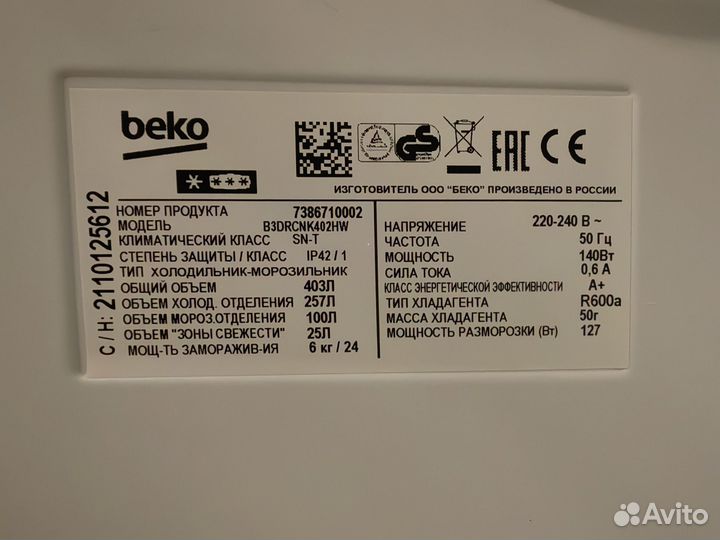 beko
EAC CE
ИЗГОТОВИТЕЛЬ ООО "БЕКО" ПРОИЗВЕДЕНО В РОССИИ
С / Н: 2110125612
НОМЕР ПРОДУКТА 7386710002
МОДЕЛЬ B3DRCNK402HW
КЛИМАТИЧЕСКИЙ КЛАСС SN-T
СТЕПЕНЬ ЗАЩИТЫ / КЛАСС IP42 / 1
ТИП ХОЛОДИЛЬНИК-МОРОЗИЛЬНИК
ОБЩИЙ ОБЪЕМ 403Л
ОБЪЕМ ХОЛОД. ОТДЕЛЕНИЯ 257Л
ОБЪЕМ МОРОЗ.ОТДЕЛЕНИЯ 100Л
ОБЪЕМ "ЗОНЫ СВЕЖЕСТИ" 25Л
МОЩ-ТЬ ЗАМОРАЖИВ-ИЯ 6 кг / 24
НАПРЯЖЕНИЕ 220-240 В ~
ЧАСТОТА 50 Гц
МОЩНОСТЬ 140Вт
СИЛА ТОКА 0,6 А
КЛАСС ЭНЕРГЕТИЧЕСКОЙ ЭФФЕКТИВНОСТИ А+
ТИП ХЛАДАГЕНТА R600a
МАССА ХЛАДАГЕНТА 50г
МОЩНОСТЬ РАЗМОРОЗКИ (Вт) 127
Avito